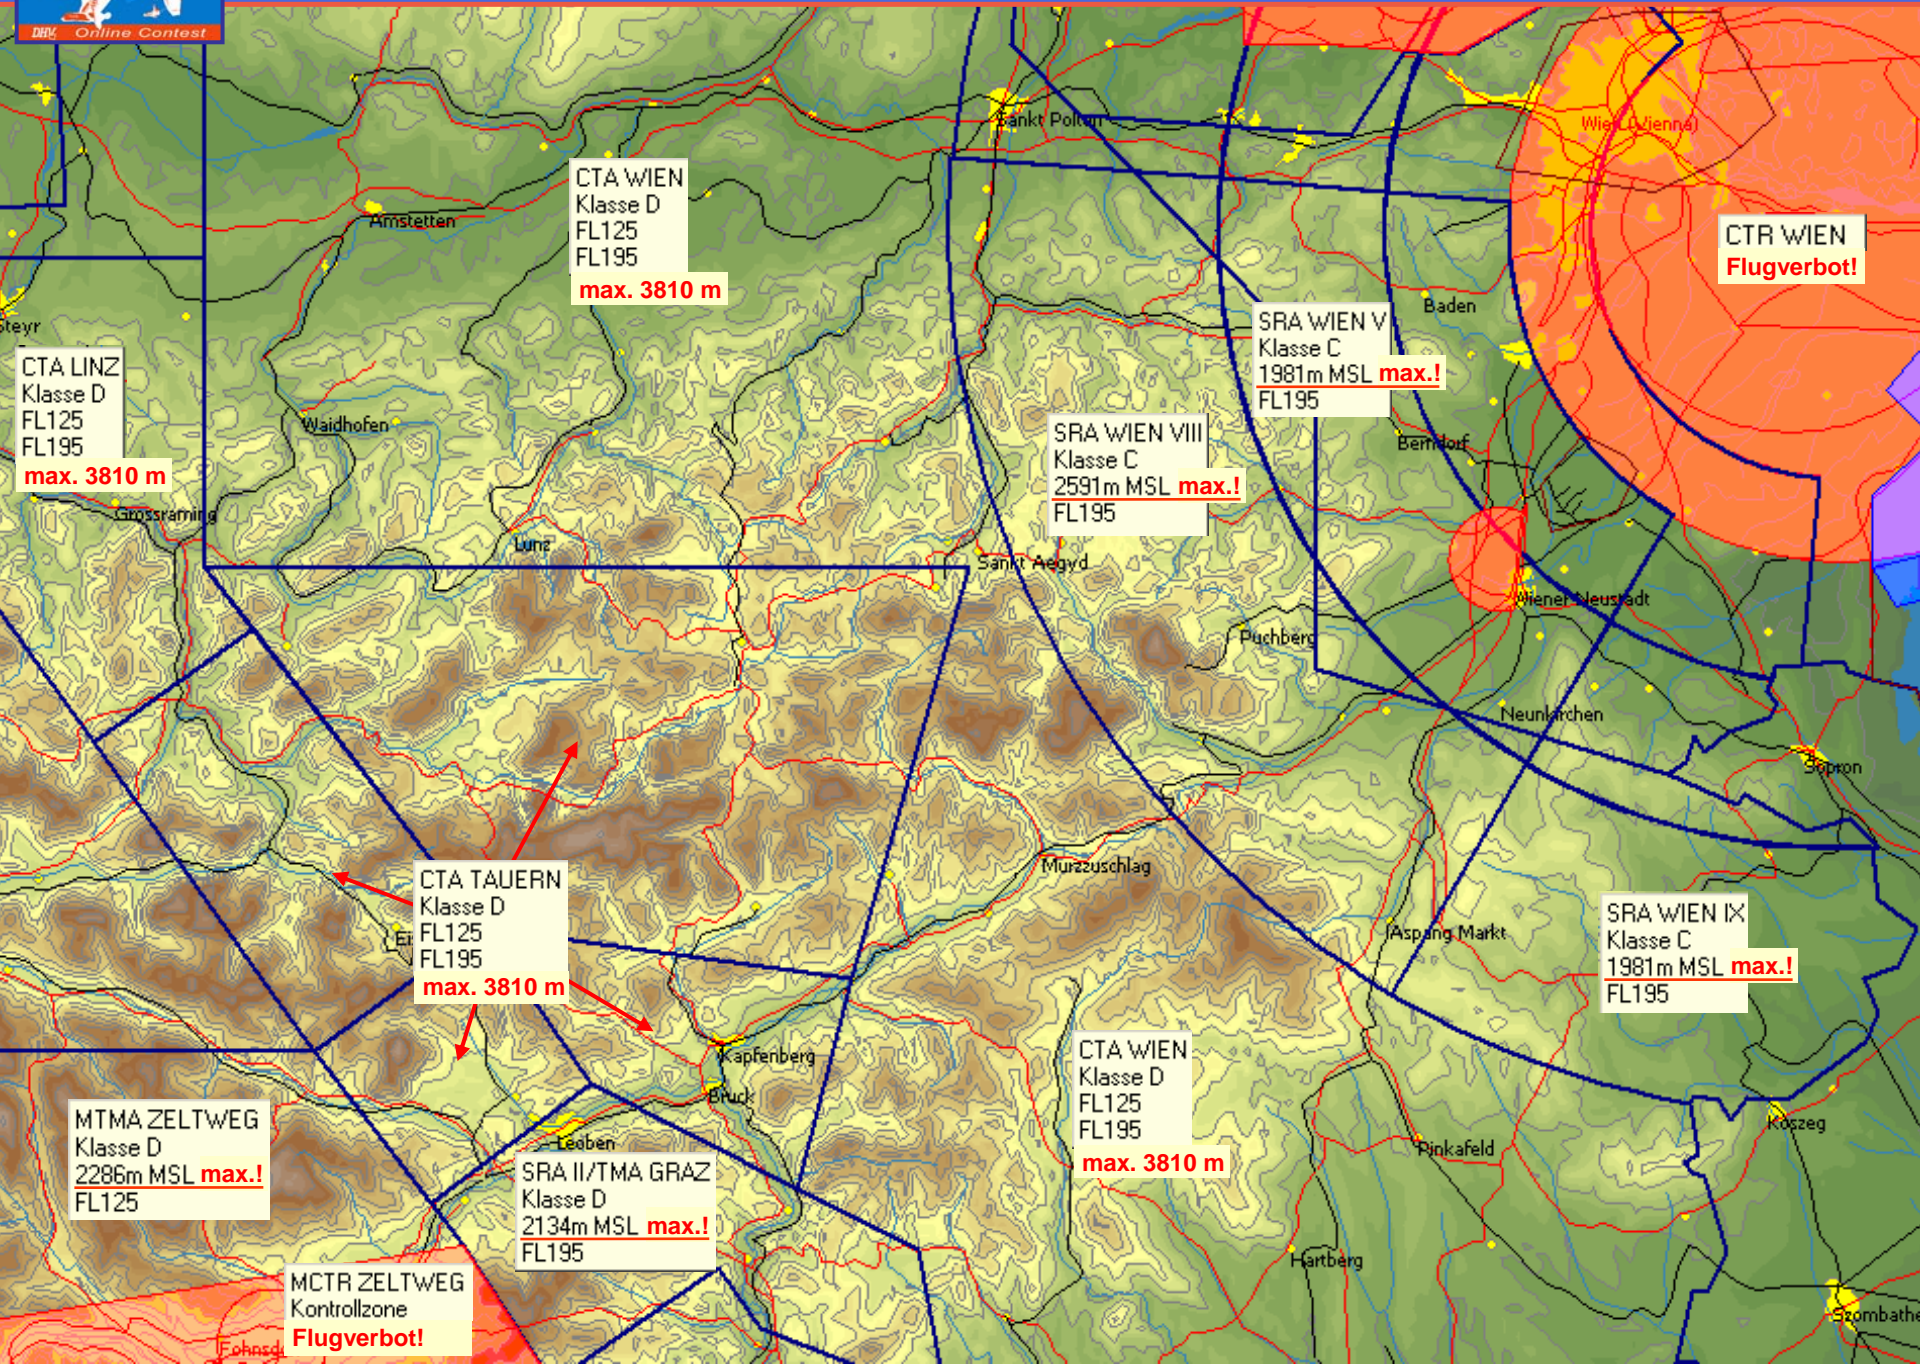 DHV Online Contest
Sankt Polten
Wien (Vienna)
CTA WIEN
Klasse D
FL125
FL195
max. 3810 m
Amstetten
CTR WIEN
Flugverbot!
Steyr
Baden
SRA WIEN V
Klasse C
1981m MSL max.!
FL195
CTA LINZ
Klasse D
FL125
FL195
max. 3810 m
Waidhofen
SRA WIEN VIII
Klasse C
2591m MSL max.!
FL195
Berndorf
Grossraming
Lunz
Sankt Aegyd
Wiener Neustadt
Puchberg
Neunkirchen
Sopron
Murzzuschlag
CTA TAUERN
Klasse D
FL125
FL195
max. 3810 m
Ei
Aspang Markt
SRA WIEN IX
Klasse C
1981m MSL max.!
FL195
Kapfenberg
Bruck
CTA WIEN
Klasse D
FL125
FL195
max. 3810 m
MTMA ZELTWEG
Klasse D
2286m MSL max.!
FL125
Leoben
Koszeg
Pinkafeld
SRA II/TMA GRAZ
Klasse D
2134m MSL max.!
FL195
Hartberg
MCTR ZELTWEG
Kontrollzone
Flugverbot!
Fohnsd
Szombathe